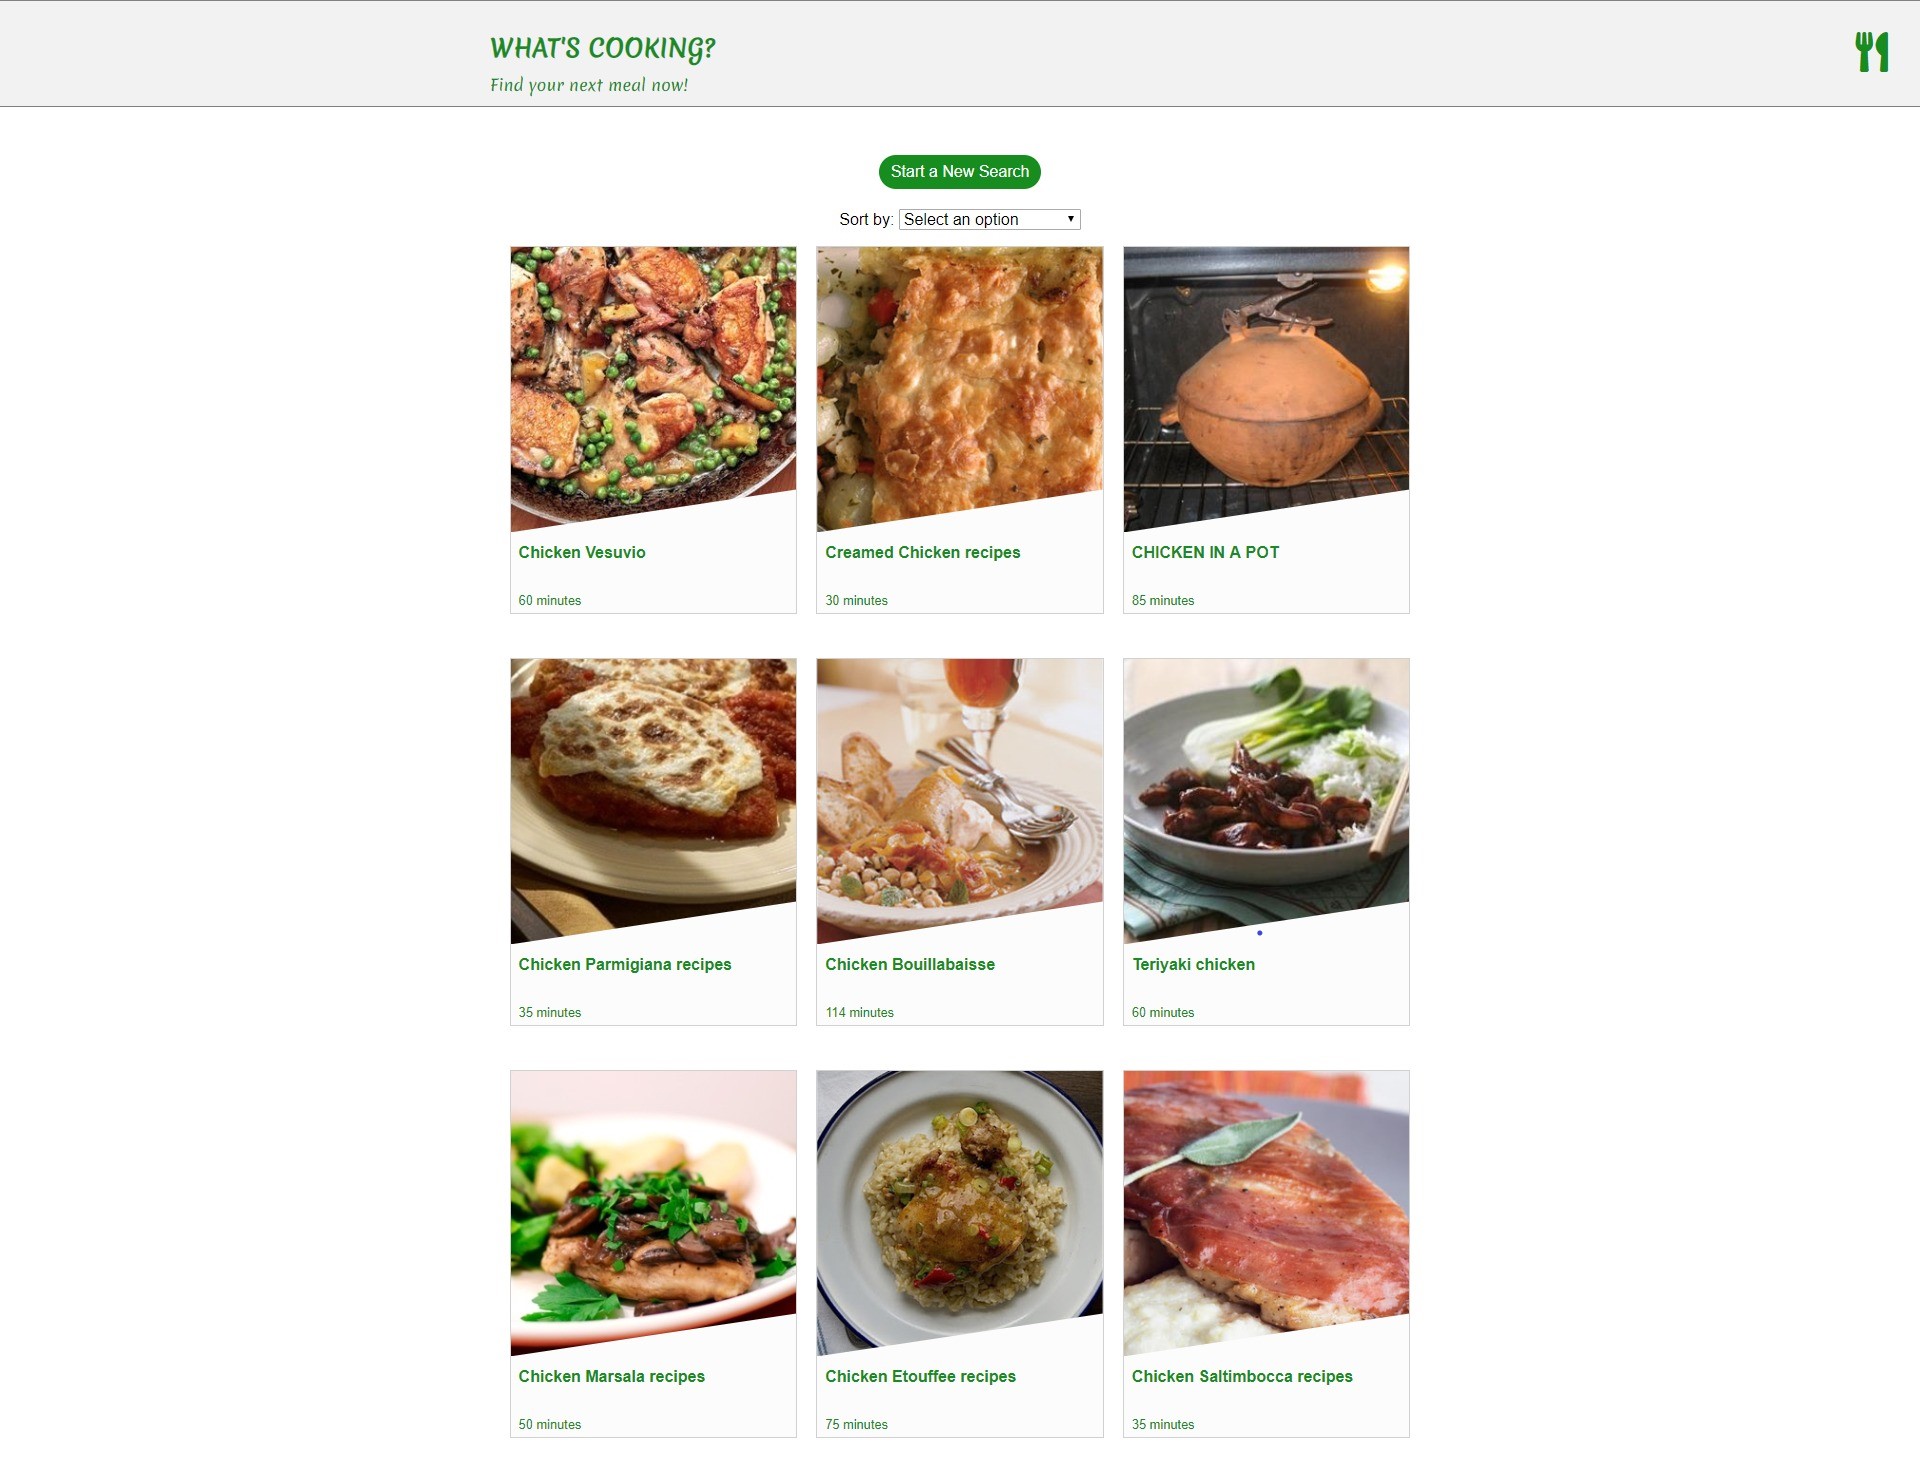 WHAT'S COOKING?
Find your next meal now!
Start a New Search
Sort by: Select an option
Chicken Vesuvio
60 minutes
Creamed Chicken recipes
30 minutes
CHICKEN IN A POT
85 minutes
Chicken Parmigiana recipes
35 minutes
Chicken Bouillabaisse
114 minutes
Teriyaki chicken
60 minutes
Chicken Marsala recipes
50 minutes
Chicken Etouffee recipes
75 minutes
Chicken Saltimbocca recipes
35 minutes